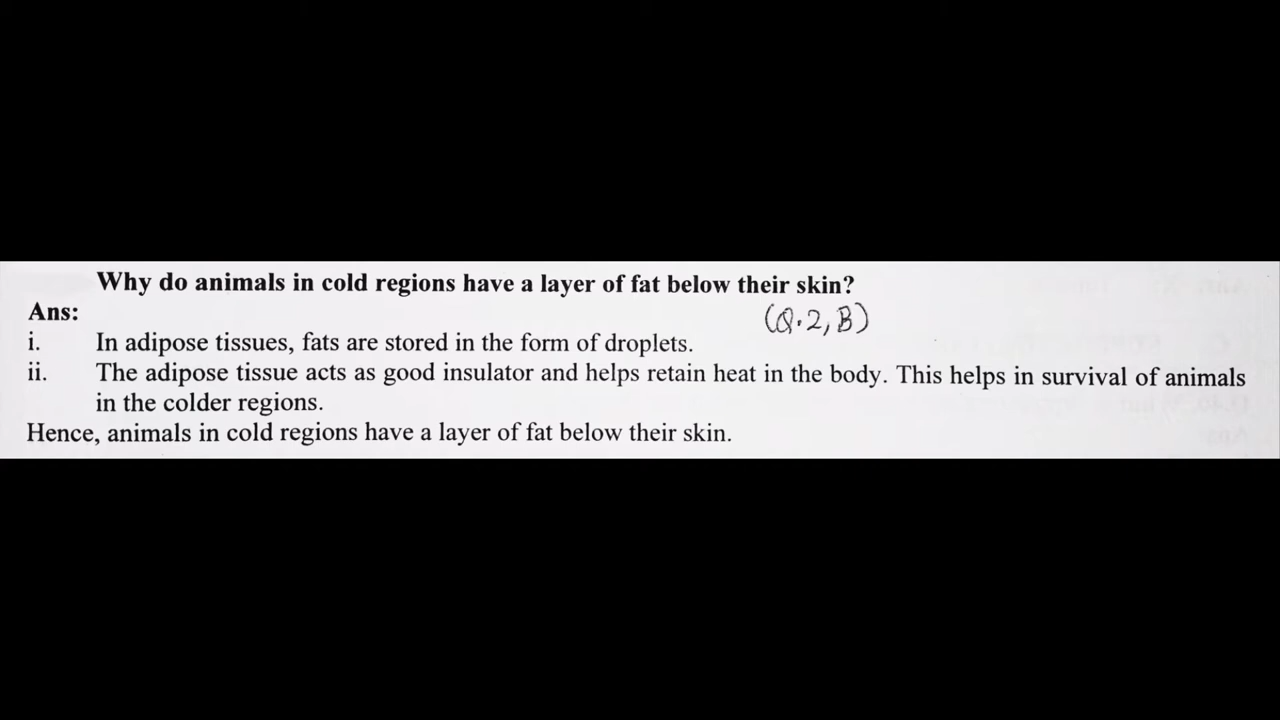 Why do animals in cold regions have a layer of fat below their skin?
Ans:
(Q.2, B)
i. In adipose tissues, fats are stored in the form of droplets.
ii. The adipose tissue acts as good insulator and helps retain heat in the body. This helps in survival of animals
in the colder regions.
Hence, animals in cold regions have a layer of fat below their skin.